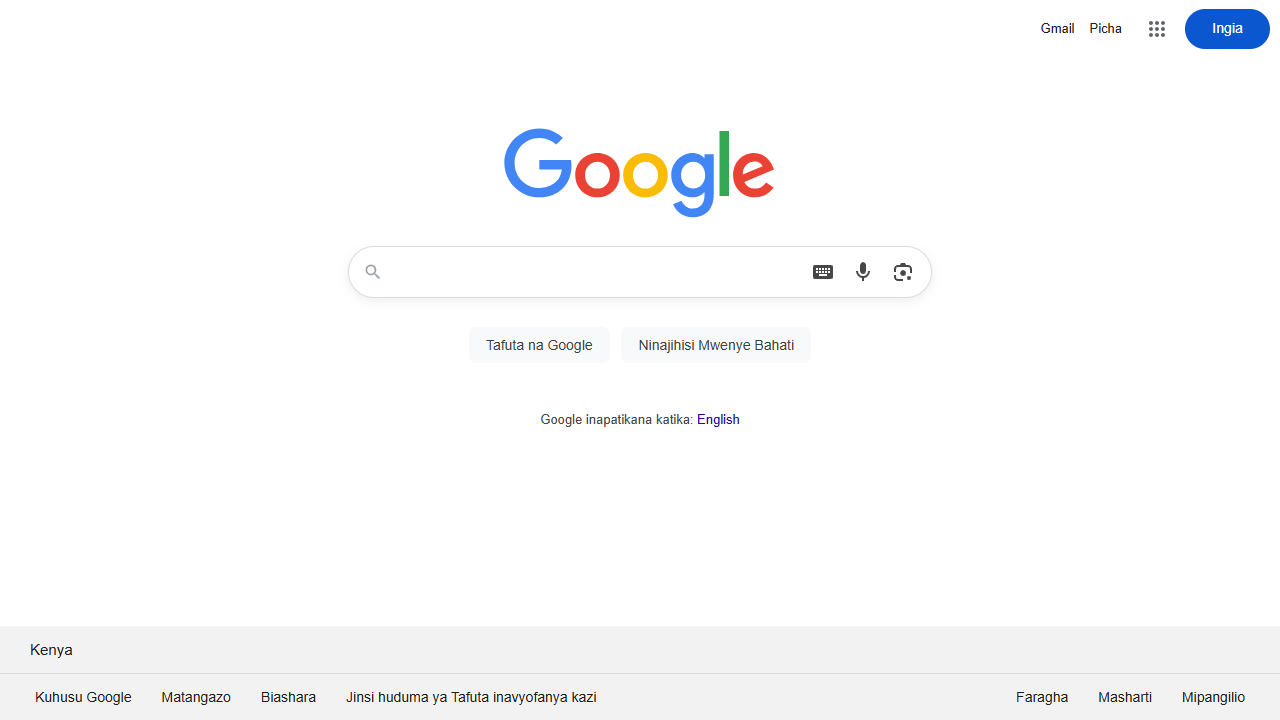 Gmail Picha Ingia
Google
Tafuta na Google Ninajihisi Mwenye Bahati
Google inapatikana katika: English
Kenya
Kuhusu Google Matangazo Biashara Jinsi huduma ya Tafuta inavyofanya kazi Faragha Masharti Mipangilio